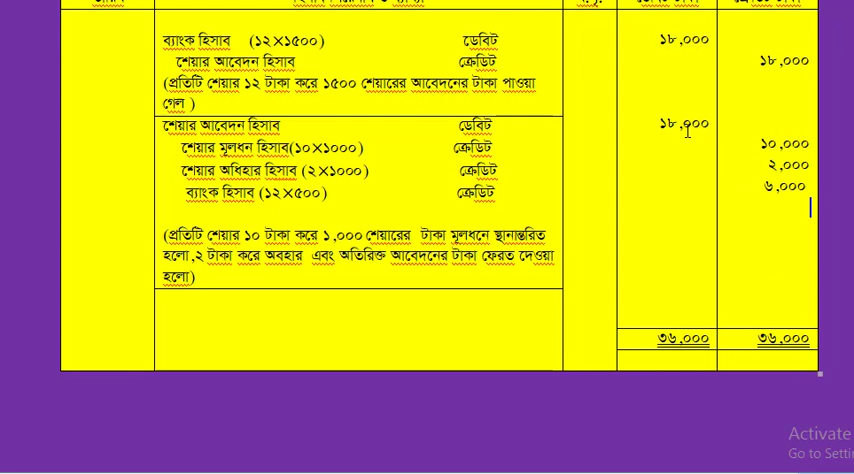 ব্যাংক হিসাব (১২×১৫০০) ডেবিট ১৮,০০০
শেয়ার আবেদন হিসাব ক্রেডিট ১৮,০০০
(প্রতিটি শেয়ার ১২ টাকা করে ১৫০০ শেয়ারের আবেদনের টাকা পাওয়া
গেল )
শেয়ার আবেদন হিসাব ডেবিট ১৮,০০০
শেয়ার মূলধন হিসাব(১০×১০০০) ক্রেডিট ১০,০০০
শেয়ার অধিহার হিসাব (২×১০০০) ক্রেডিট ২,০০০
ব্যাংক হিসাব (১২×৫০০) ক্রেডিট ৬,০০০
(প্রতিটি শেয়ার ১০ টাকা করে ১,০০০ শেয়ারের টাকা মূলধনে স্থানান্তরিত
হলো,২ টাকা করে অবহার এবং অতিরিক্ত আবেদনের টাকা ফেরত দেওয়া
হলো)
৩৬,০০০ ৩৬,০০০
Activate
Go to Setti